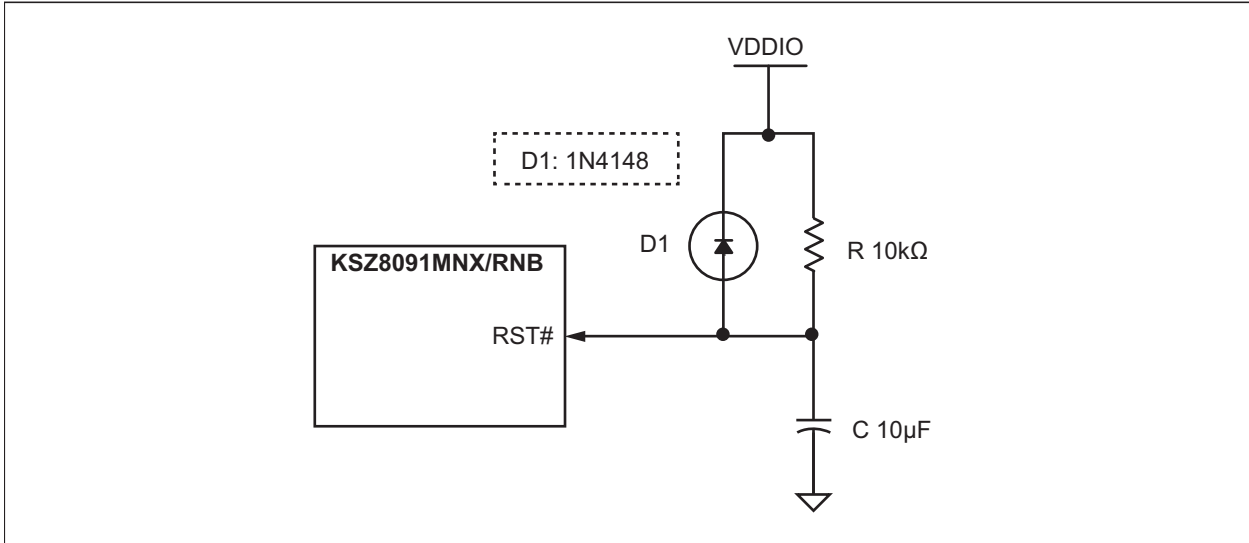 VDDIO
D1: 1N4148
D1
R 10kΩ
KSZ8091MNX/RNB
RST#
C 10µF